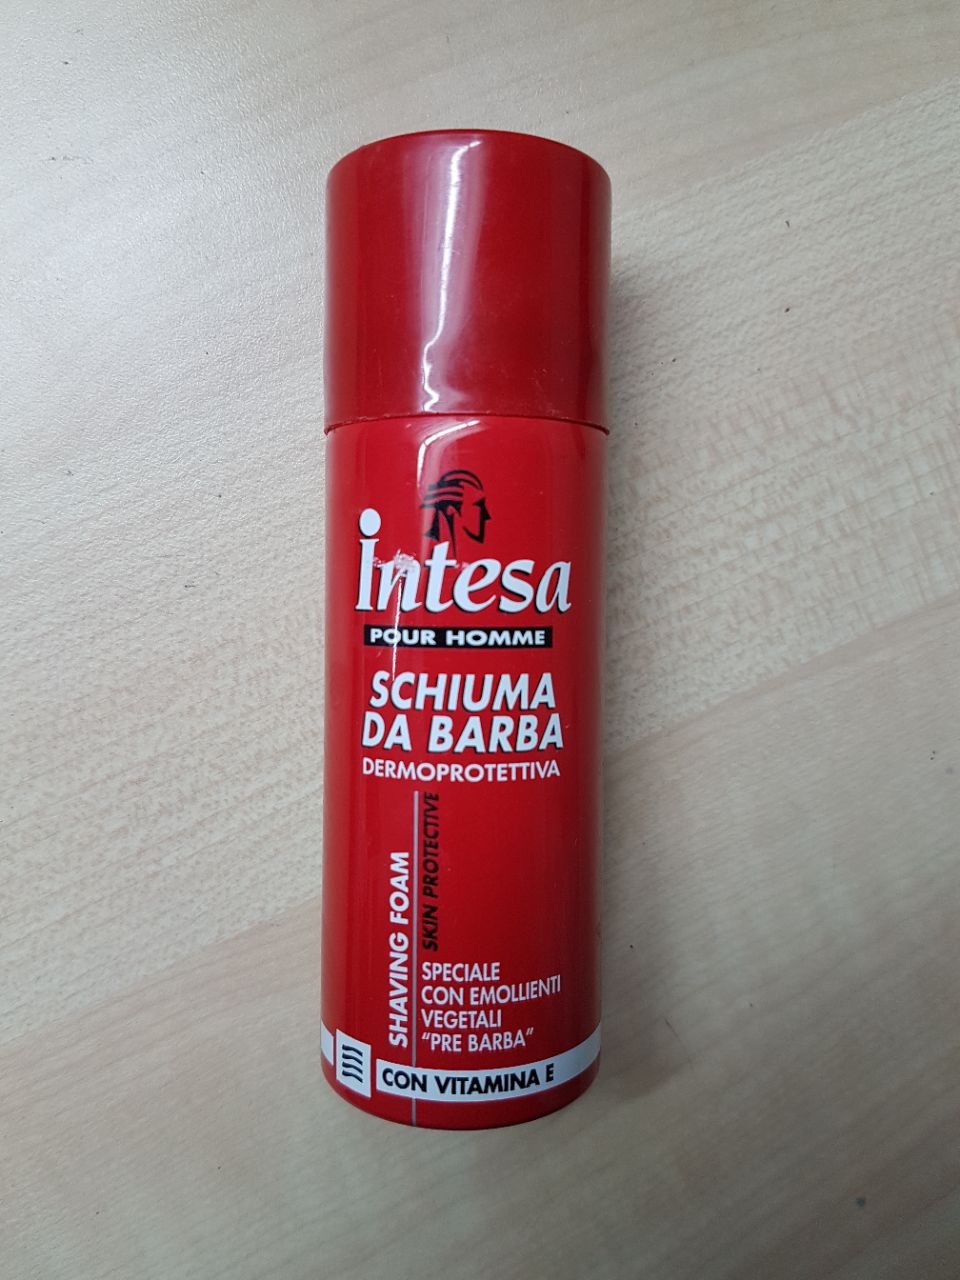 intesa
POUR HOMME
SCHIUMA
DA BARBA
DERMOPROTETTIVA
SHAVING FOAM
SKIN PROTECTIVE
SPECIALE
CON EMOLLIENTI
VEGETALI
"PRE BARBA"
CON VITAMINA E